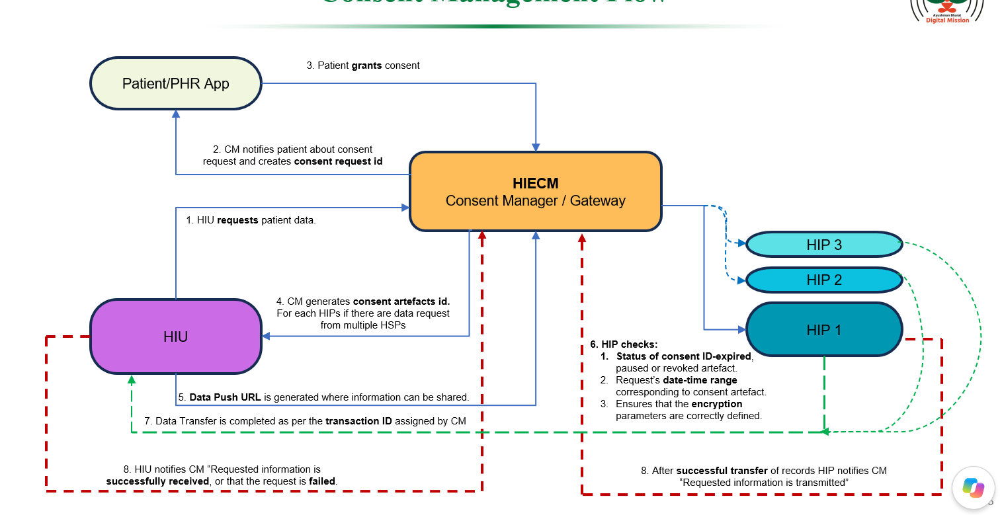 Consent Management Flow
Ayushman Bharat
Digital Mission
Patient/PHR App
3. Patient grants consent
2. CM notifies patient about consent
request and creates consent request id
HIECM
Consent Manager / Gateway
1. HIU requests patient data.
HIP 3
HIP 2
HIP 1
4. CM generates consent artefacts id.
For each HIPs if there are data request
from multiple HSPs
HIU
6. HIP checks:
1. Status of consent ID-expired,
paused or revoked artefact.
2. Request's date-time range
corresponding to consent artefact.
3. Ensures that the encryption
parameters are correctly defined.
5. Data Push URL is generated where information can be shared.
7. Data Transfer is completed as per the transaction ID assigned by CM
8. HIU notifies CM “Requested information is
successfully received, or that the request is failed.
8. After successful transfer of records HIP notifies CM
“Requested information is transmitted”